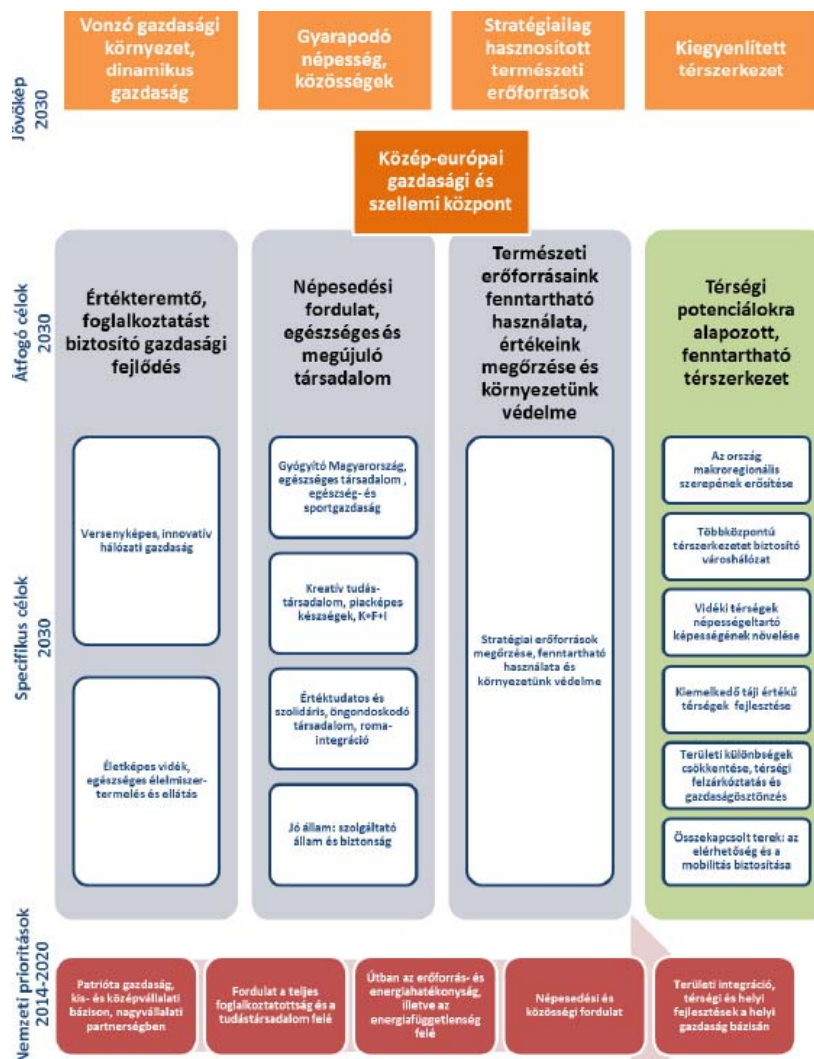 Jövőkép
2030
Vonzó gazdasági
környezet,
dinamikus
gazdaság
Gyarapodó
népesség,
közösségek
Stratégiailag
hasznosított
természeti
erőforrások
Kiegyenlített
térszerkezet
Közép-európai
gazdasági és
szellemi központ
Átfogó célok
2030
Értékteremtő,
foglalkoztatást
biztosító gazdasági
fejlődés
Népesedési
fordulat,
egészséges és
megújuló
társadalom
Természeti
erőforrásaink
fenntartható
használata,
értékeink
megőrzése és
környezetünk
védelme
Térségi
potenciálokra
alapozott,
fenntartható
térszerkezet
Specifikus célok
2030
Versenyképes, innovatív
hálózati gazdaság
Életképes vidék,
egészséges élelmiszer-
termelés és ellátás
Gyógyító Magyarország,
egészséges társadalom ,
egészség- és
sportgazdaság
Kreatív tudás-
társadalom, piacképes
készségek, K+F+I
Értéktudatos és
szolidáris, öngondoskodó
társadalom, roma-
integráció
Jó állam: szolgáltató
állam és biztonság
Stratégiai erőforrások
megőrzése, fenntartható
használata és
környezetünk védelme
Az ország
makroregionális
szerepének erősítése
Többközpontú
térszerkezetet biztosító
városhálózat
Vidéki térségek
népességeltartó
képességének növelése
Kiemelkedő táji értékű
térségek fejlesztése
Területi különbségek
csökkentése, térségi
felzárkóztatás és
gazdaságösztönzés
Összekapcsolt terek: az
elérhetőség és a
mobilitás biztosítása
Nemzeti prioritások
2014-2020
Patrióta gazdaság,
kis- és középvállalati
bázison, nagyvállalati
partnerségben
Fordulat a teljes
foglalkoztatottság és a
tudástársadalom felé
Útban az erőforrás- és
energiahatékonyság,
illetve az
energiafüggetlenség
felé
Népesedési és
közösségi fordulat
Területi integráció,
térségi és helyi
fejlesztések a helyi
gazdaság bázisán